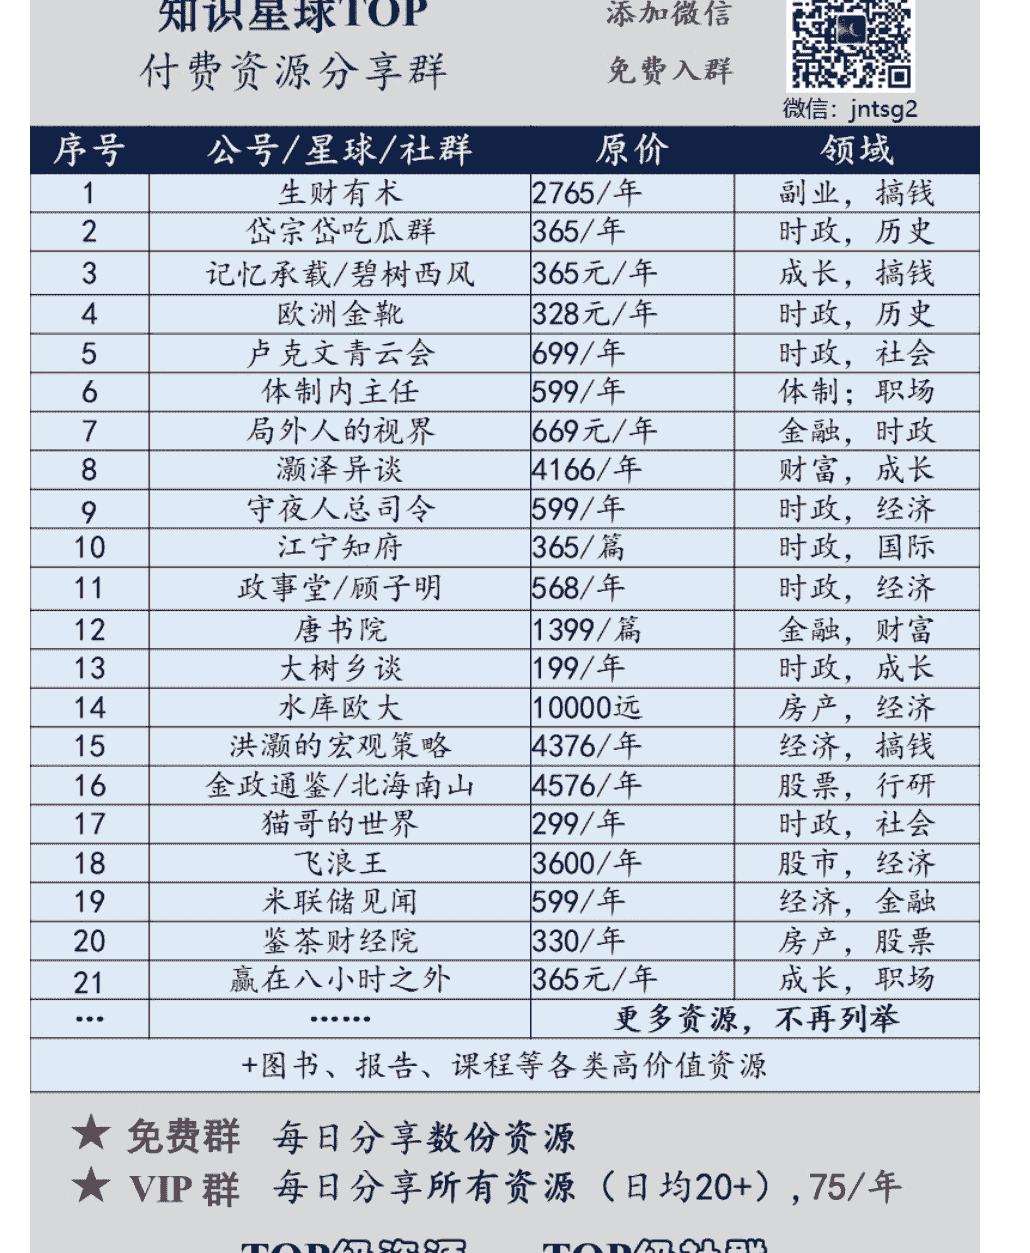 知识星球TOP
添加微信
付费资源分享群
免费入群
微信：jntsg2
序号 公号/星球/社群 原价 领域
1 生财有术 2765/年 副业，搞钱
2 岱宗岱吃瓜群 365/年 时政，历史
3 记忆承载/碧树西风 365元/年 成长，搞钱
4 欧洲金靴 328元/年 时政，历史
5 卢克文青云会 699/年 时政，社会
6 体制内主任 599/年 体制；职场
7 局外人的视界 669元/年 金融，时政
8 灏泽异谈 4166/年 财富，成长
9 守夜人总司令 599/年 时政，经济
10 江宁知府 365/篇 时政，国际
11 政事堂/顾子明 568/年 时政，经济
12 唐书院 1399/篇 金融，财富
13 大树乡谈 199/年 时政，成长
14 水库欧大 10000远 房产，经济
15 洪灏的宏观策略 4376/年 经济，搞钱
16 金政通鉴/北海南山 4576/年 股票，行研
17 猫哥的世界 299/年 时政，社会
18 飞浪王 3600/年 股市，经济
19 米联储见闻 599/年 经济，金融
20 鉴茶财经院 330/年 房产，股票
21 赢在八小时之外 365元/年 成长，职场
… …… 更多资源，不再列举
+图书、报告、课程等各类高价值资源
★ 免费群 每日分享数份资源
★ VIP 群 每日分享所有资源（日均20+）,75/年
TOP级资源 TOP级社群